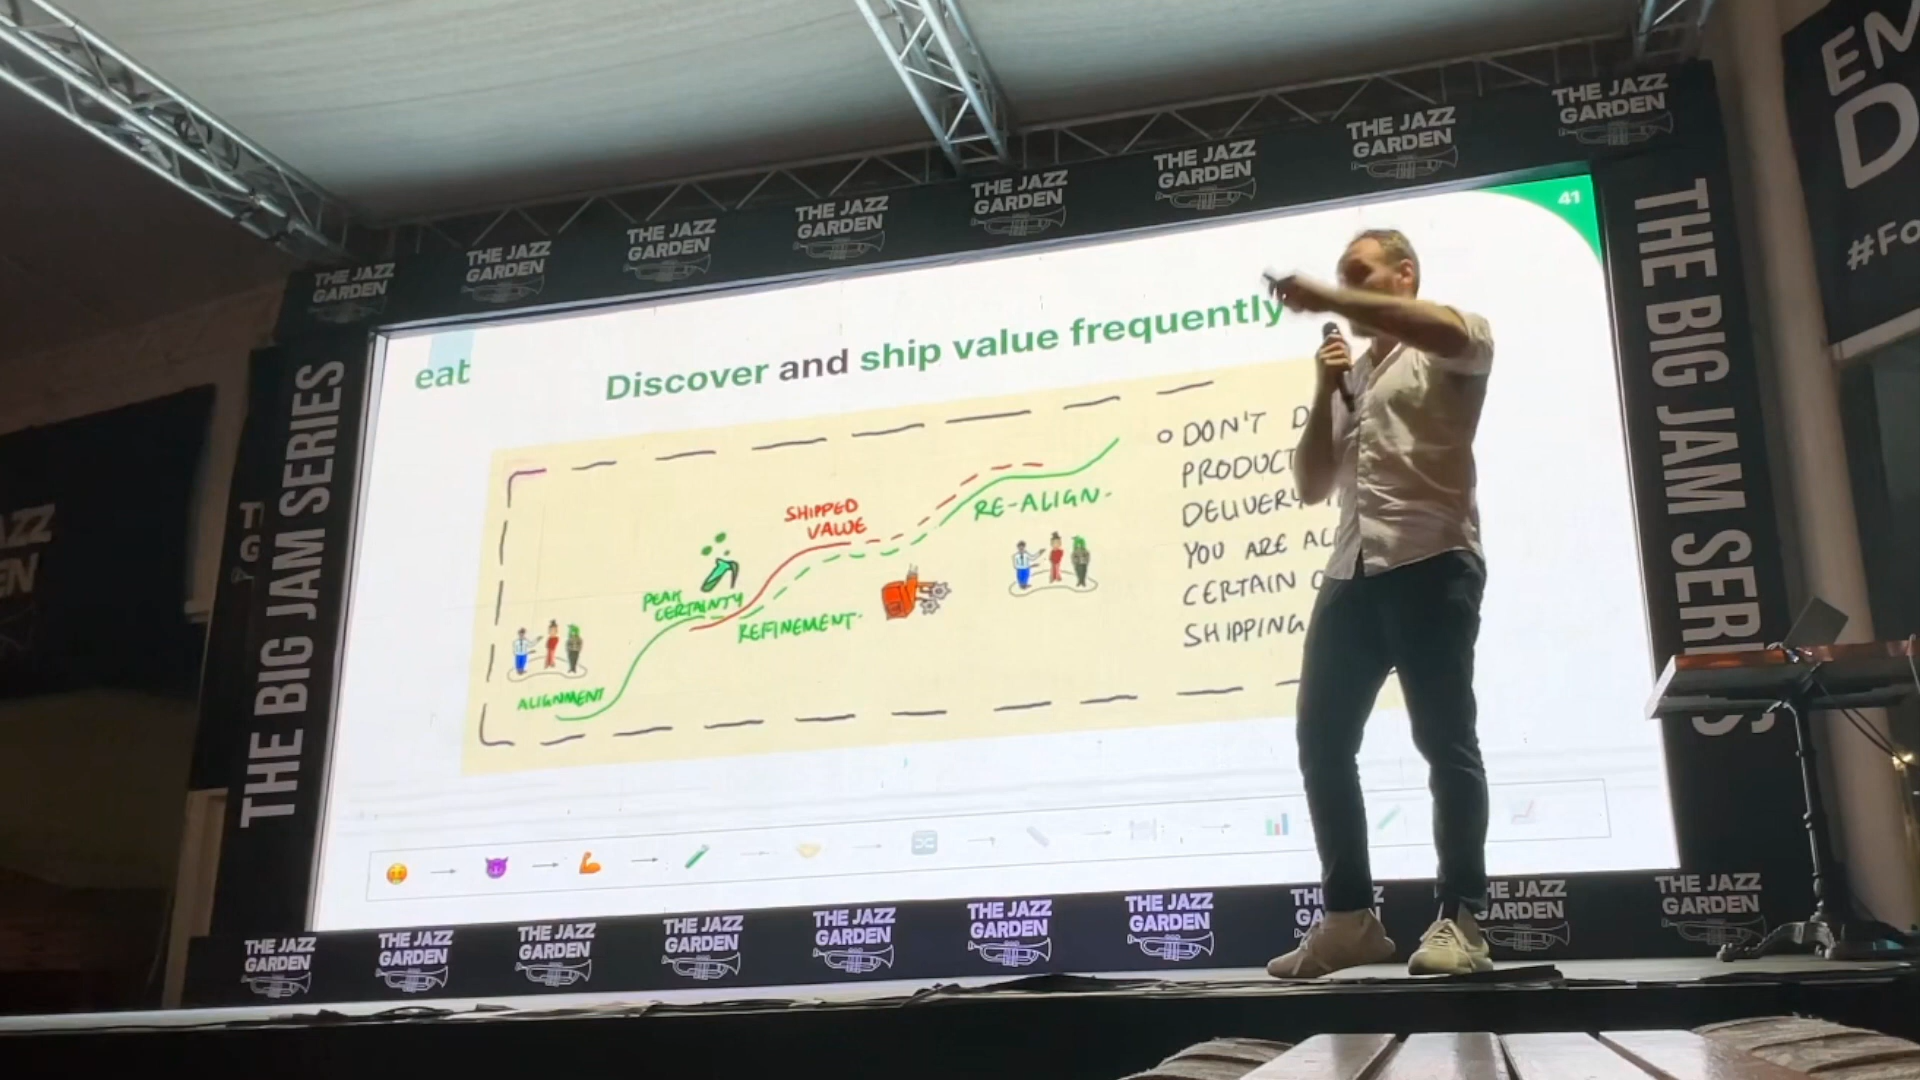 THE JAZZ
GARDEN
THE JAZZ
GARDEN
THE JAZZ
GARDEN
THE JAZZ
GARDEN
THE JAZZ
GARDEN
THE JAZZ
GARDEN
THE JAZZ
GARDEN
THE JAZZ
GARDEN
THE BIG JAM SERIES
THE BIG JAM SER
S
EM
D
#Fo
41
eat
Discover and ship value frequently
SHIPPED
VALUE
PEAK
CERTAINTY
REFINEMENT
ALIGNMENT
RE-ALIGN
DON'T D
PRODUCT
DELIVERY
YOU ARE AL
CERTAIN
SHIPPING
THE JAZZ
GARDEN
THE JAZZ
GARDEN
THE JAZZ
GARDEN
THE JAZZ
GARDEN
THE JAZZ
GARDEN
THE JAZZ
GARDEN
THE JAZZ
GARDEN
TH Z
GA N
HE JAZZ
GARDEN
THE JAZZ
GARDEN